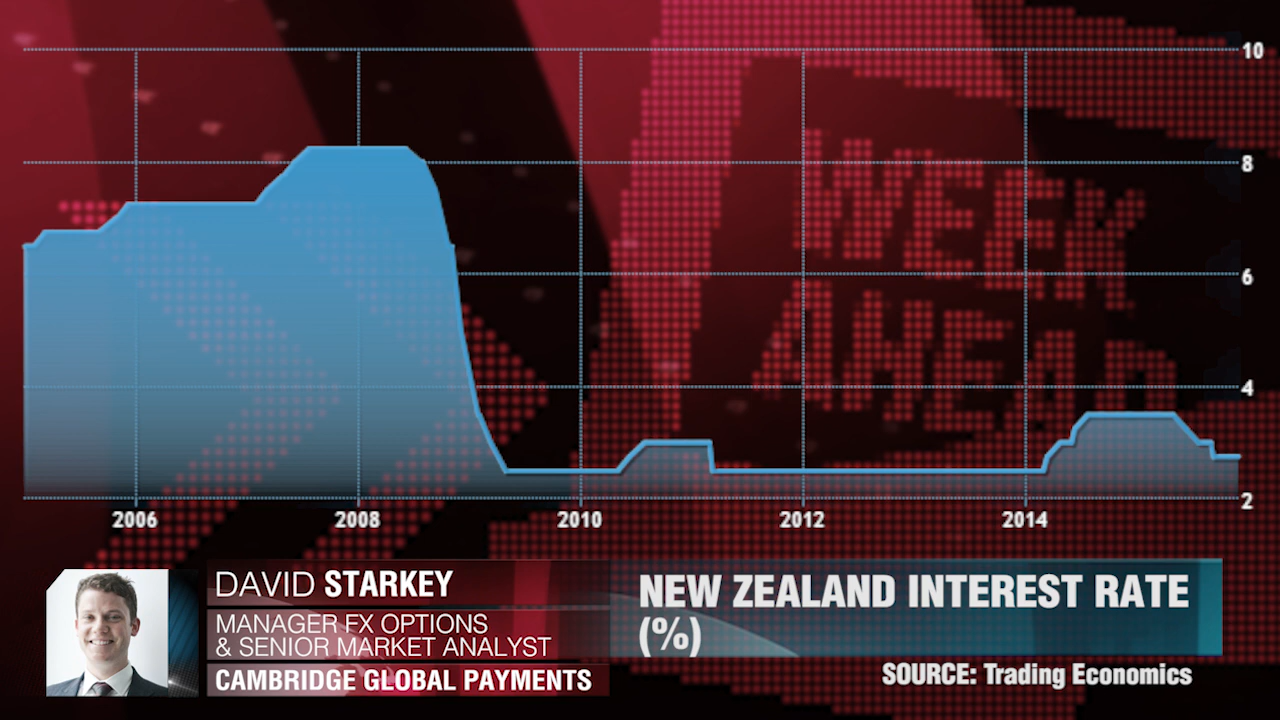 10
8
6
4
2
2006 2008 2010 2012 2014
WEEK
AHEAD
DAVID STARKEY
MANAGER FX OPTIONS
& SENIOR MARKET ANALYST
CAMBRIDGE GLOBAL PAYMENTS
NEW ZEALAND INTEREST RATE
(%)
SOURCE: Trading Economics